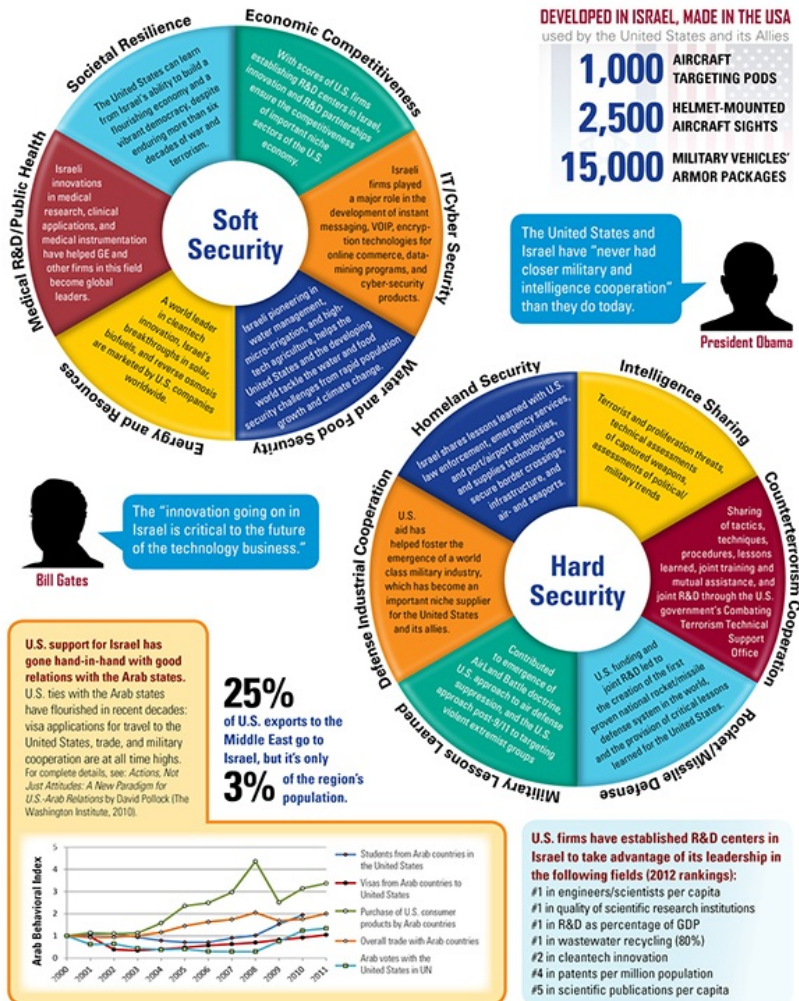 Societal Resilience
The United States can learn
from Israel's ability to build a
flourishing economy and a
vibrant democracy, despite
enduring more than six
decades of war and
terrorism.
Economic Competitiveness
With scores of U.S. firms
establishing R&D centers in Israel,
innovation and R&D partnerships
ensure the competitiveness
of important niche
sectors of the U.S.
economy.
Medical R&D/Public Health
Israeli
innovations
in medical
research, clinical
applications, and
medical instrumentation
have helped GE and
other firms in this field
become global
leaders.
Soft
Security
IT/Cyber Security
Israeli
firms played
a major role in the
development of instant
messaging, VOIP, encryp-
tion technologies for
online commerce, data-
mining programs, and
cyber-security
products.
Energy and Resources
A world leader
in cleantech
innovation, Israel's
breakthroughs in solar,
biofuels, and reverse osmosis
are marketed by U.S. companies
worldwide.
Water and Food Security
Israeli pioneering in
water management,
micro-irrigation, and high-
tech agriculture, helps the
United States and the developing
world tackle the water and food
security challenges from rapid population
growth and climate change.
DEVELOPED IN ISRAEL, MADE IN THE USA
used by the United States and its Allies
1,000 AIRCRAFT
TARGETING PODS
2,500 HELMET-MOUNTED
AIRCRAFT SIGHTS
15,000 MILITARY VEHICLES'
ARMOR PACKAGES
The United States and
Israel have "never had
closer military and
intelligence cooperation"
than they do today.
President Obama
Homeland Security
Israel shares lessons learned with U.S.
law enforcement, emergency services,
and port/airport authorities,
and supplies technologies to
secure border crossings,
infrastructure, and
air- and seaports.
Intelligence Sharing
Terrorist and proliferation threats,
technical assessments
of captured weapons,
assessments of political/
military trends
Defense Industrial Cooperation
U.S.
aid has
helped foster the
emergence of a world
class military industry,
which has become an
important niche supplier
for the United States
and its allies.
Hard
Security
Counterterrorism Cooperation
Sharing
of tactics,
techniques,
procedures, lessons
learned, joint training and
mutual assistance, and
joint R&D through the U.S.
government's Combating
Terrorism Technical
Support
Office
Military Lessons Learned
Contributed
to emergence of
AirLand Battle doctrine,
U.S. approach to air defense
suppression, and the U.S.
approach post-9/11 to targeting
violent extremist groups
Rocket/Missile Defense
U.S. funding and
joint R&D led to
the creation of the first
proven national rocket/missile
defense system in the world,
and the provision of critical lessons
learned for the United States.
Bill Gates
The "innovation going on in
Israel is critical to the future
of the technology business."
U.S. support for Israel has
gone hand-in-hand with good
relations with the Arab states.
U.S. ties with the Arab states
have flourished in recent decades:
visa applications for travel to the
United States, trade, and military
cooperation are at all time highs.
For complete details, see: Actions, Not
Just Attitudes: A New Paradigm for
U.S.-Arab Relations by David Pollock (The
Washington Institute, 2010).
25%
of U.S. exports to the
Middle East go to
Israel, but it's only
3% of the region's
population.
Arab Behavioral Index
5
4
3
2
1
0
2000 2001 2002 2003 2004 2005 2006 2007 2008 2009 2010 2011
Students from Arab countries in
the United States
Visas from Arab countries to
United States
Purchase of U.S. consumer
products by Arab countries
Overall trade with Arab countries
Arab votes with the
United States in UN
U.S. firms have established R&D centers in
Israel to take advantage of its leadership in
the following fields (2012 rankings):
#1 in engineers/scientists per capita
#1 in quality of scientific research institutions
#1 in R&D as percentage of GDP
#1 in wastewater recycling (80%)
#2 in cleantech innovation
#4 in patents per million population
#5 in scientific publications per capita